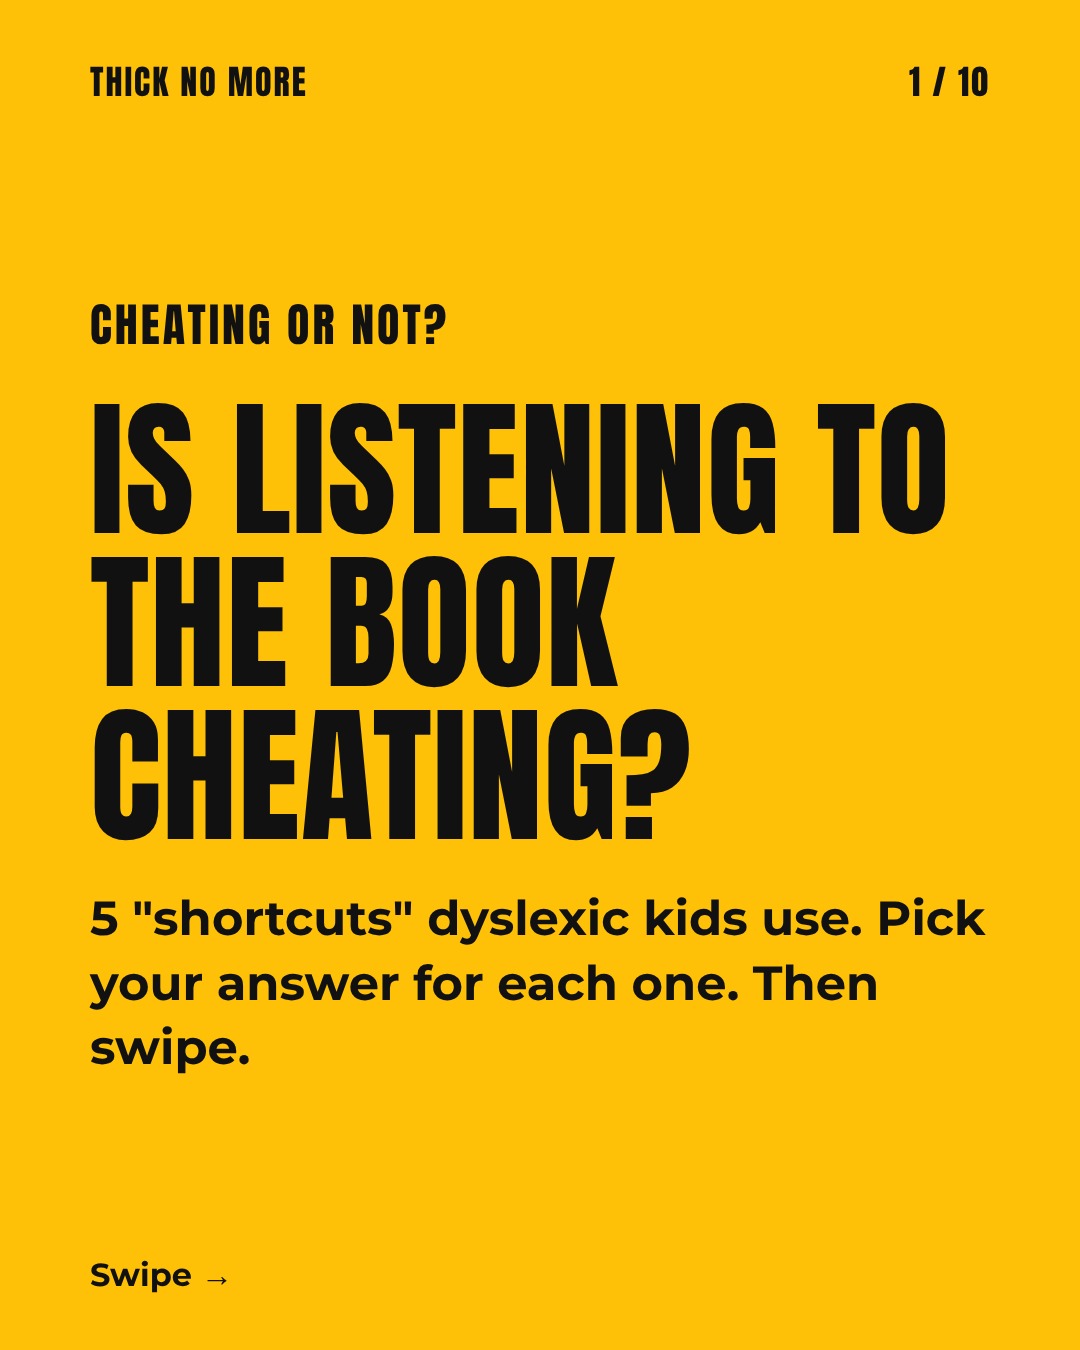 THICK NO MORE
1 / 10
CHEATING OR NOT?
IS LISTENING TO
THE BOOK
CHEATING?
5 "shortcuts" dyslexic kids use. Pick
your answer for each one. Then
swipe.
Swipe →